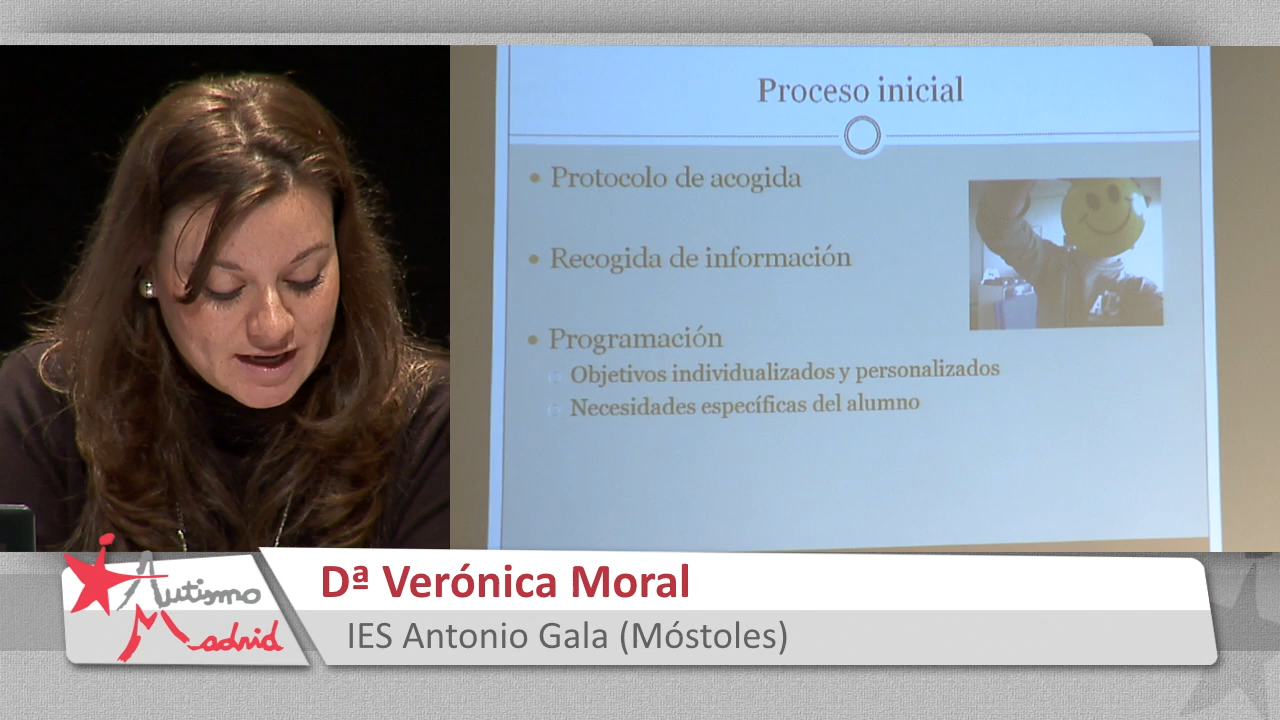 Proceso inicial
• Protocolo de acogida
• Recogida de información
• Programación
Objetivos individualizados y personalizados
Necesidades específicas del alumno
Dª Verónica Moral
IES Antonio Gala (Móstoles)
Autismo
Madrid